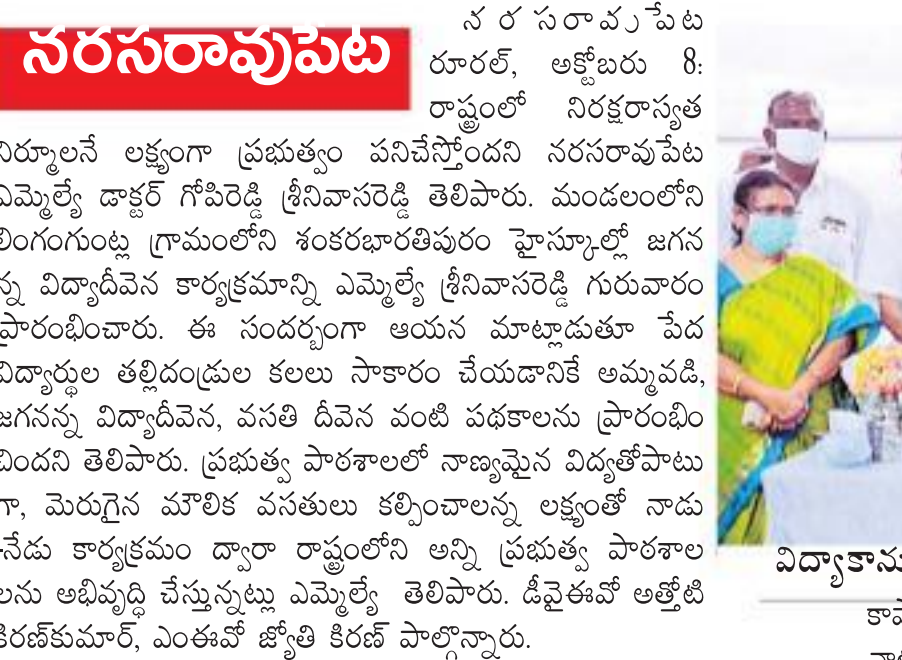 నరసరావుపేట
నరసరావుపేట
రూరల్, అక్టోబరు 8:
రాష్ట్రంలో నిరక్షరాస్యత
నిర్మూలనే లక్ష్యంగా ప్రభుత్వం పనిచేస్తోందని నరసరావుపేట
ఎమ్మెల్యే డాక్టర్ గోపిరెడ్డి శ్రీనివాసరెడ్డి తెలిపారు. మండలంలోని
లింగంగుంట్ల గ్రామంలోని శంకరభారతిపురం హైస్కూల్లో జగన
న్న విద్యాదీవెన కార్యక్రమాన్ని ఎమ్మెల్యే శ్రీనివాసరెడ్డి గురువారం
ప్రారంభించారు. ఈ సందర్భంగా ఆయన మాట్లాడుతూ పేద
విద్యార్థుల తల్లిదండ్రుల కలలు సాకారం చేయడానికే అమ్మవడి,
జగనన్న విద్యాదీవెన, వసతి దీవెన వంటి పథకాలను ప్రారంభిం
చిందని తెలిపారు. ప్రభుత్వ పాఠశాలలో నాణ్యమైన విద్యతోపాటు
గా, మెరుగైన మౌలిక వసతులు కల్పించాలన్న లక్ష్యంతో నాడు
-నేడు కార్యక్రమం ద్వారా రాష్ట్రంలోని అన్ని ప్రభుత్వ పాఠశాల
లను అభివృద్ధి చేస్తున్నట్లు ఎమ్మెల్యే తెలిపారు. డీవైఈవో అత్తోటి
కిరణ్‌కుమార్, ఎంఈవో జ్యోతి కిరణ్ పాల్గొన్నారు.
విద్యాకాను